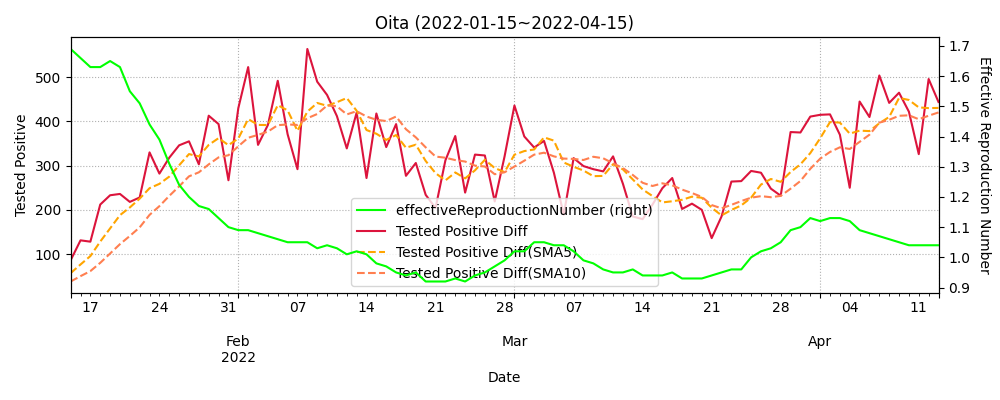 Oita (2022-01-15~2022-04-15)
Tested Positive
500
400
300
200
100
1.7
1.6
1.5
1.4
1.3
1.2
1.1
1.0
0.9
Effective Reproduction Number
effectiveReproductionNumber (right)
Tested Positive Diff
Tested Positive Diff(SMA5)
Tested Positive Diff(SMA10)
17 24 31 07 14 21 28 07 14 21 28 04 11
Feb Mar Apr
2022
Date